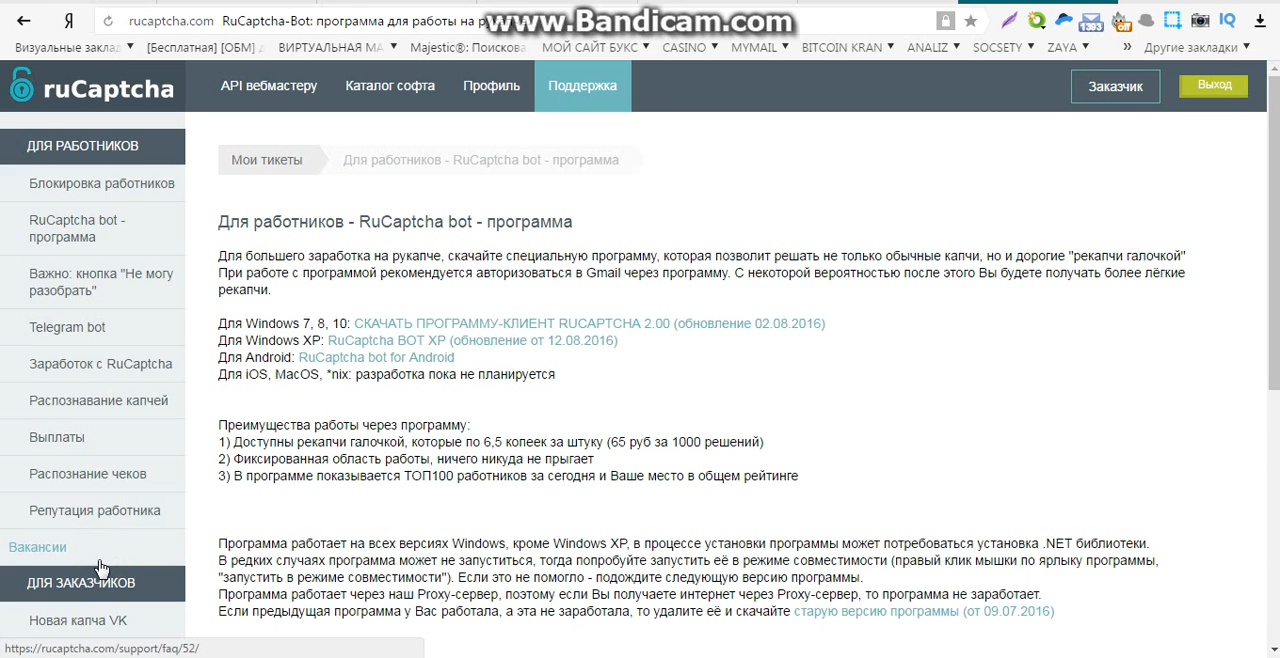 Я rucaptcha.com RuCaptcha-Bot: программа для работы на
www.Bandicam.com
1393 off IQ
Визуальные заклад [Бесплатная] [ОБМ] ВИРТУАЛЬНАЯ МА Majestic®: Поискова МОЙ САЙТ БУКС CASINO MYMAIL BITCOIN KRAN ANALIZ SOCSETY ZAYA » Другие закладки
ruCaptcha API вебмастеру Каталог софта Профиль Поддержка Заказчик Выход
ДЛЯ РАБОТНИКОВ
Блокировка работников
RuCaptcha bot -
программа
Важно: кнопка "Не могу
разобрать"
Telegram bot
Заработок с RuCaptcha
Распознавание капчей
Выплаты
Распознание чеков
Репутация работника
Вакансии
ДЛЯ ЗАКАЗЧИКОВ
Новая капча VK
Мои тикеты Для работников - RuCaptcha bot - программа
Для работников - RuCaptcha bot - программа
Для большего заработка на рукапче, скачайте специальную программу, которая позволит решать не только обычные капчи, но и дорогие "рекапчи галочкой"
При работе с программой рекомендуется авторизоваться в Gmail через программу. С некоторой вероятностью после этого Вы будете получать более лёгкие
рекапчи.
Для Windows 7, 8, 10: СКАЧАТЬ ПРОГРАММУ-КЛИЕНТ RUCAPTCHA 2.00 (обновление 02.08.2016)
Для Windows XP: RuCaptcha BOT XP (обновление от 12.08.2016)
Для Android: RuCaptcha bot for Android
Для iOS, MacOS, *nix: разработка пока не планируется
Преимущества работы через программу:
1) Доступны рекапчи галочкой, которые по 6,5 копеек за штуку (65 руб за 1000 решений)
2) Фиксированная область работы, ничего никуда не прыгает
3) В программе показывается ТОП100 работников за сегодня и Ваше место в общем рейтинге
Программа работает на всех версиях Windows, кроме Windows XP, в процессе установки программы может потребоваться установка .NET библиотеки.
В редких случаях программа может не запуститься, тогда попробуйте запустить её в режиме совместимости (правый клик мышки по ярлыку программы,
"запустить в режиме совместимости"). Если это не помогло - подождите следующую версию программы.
Программа работает через наш Proxy-сервер, поэтому если Вы получаете интернет через Proxy-сервер, то программа не заработает.
Если предыдущая программа у Вас работала, а эта не заработала, то удалите её и скачайте старую версию программы (от 09.07.2016)
https://rucaptcha.com/support/faq/52/